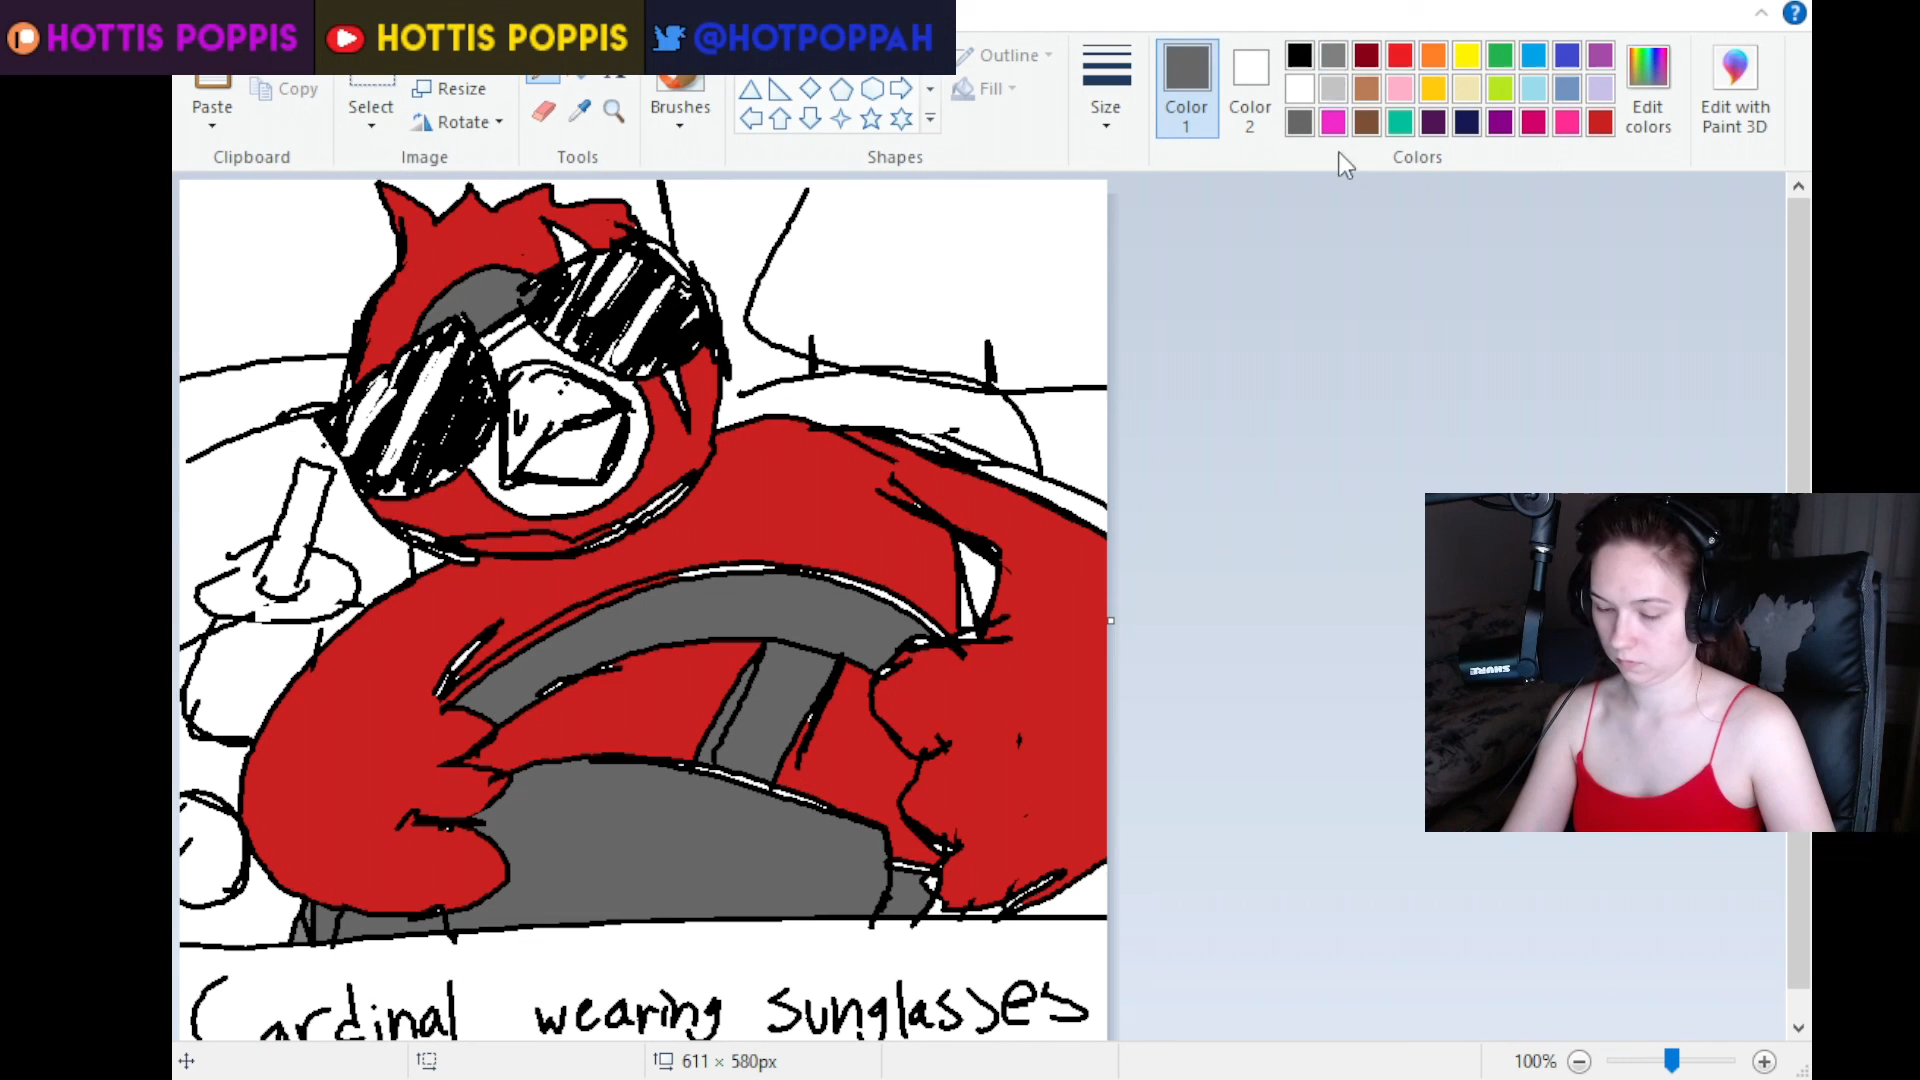 HOTTIS POPPIS HOTTIS POPPIS @HOTPOPPAH
Outline
Copy Resize Fill
Paste Select Rotate Brushes Size Color 1 Color 2 Edit colors Edit with Paint 3D
Clipboard Image Tools Shapes Colors
SHURE
Cardinal wearing sunglasses
611 × 580px 100%